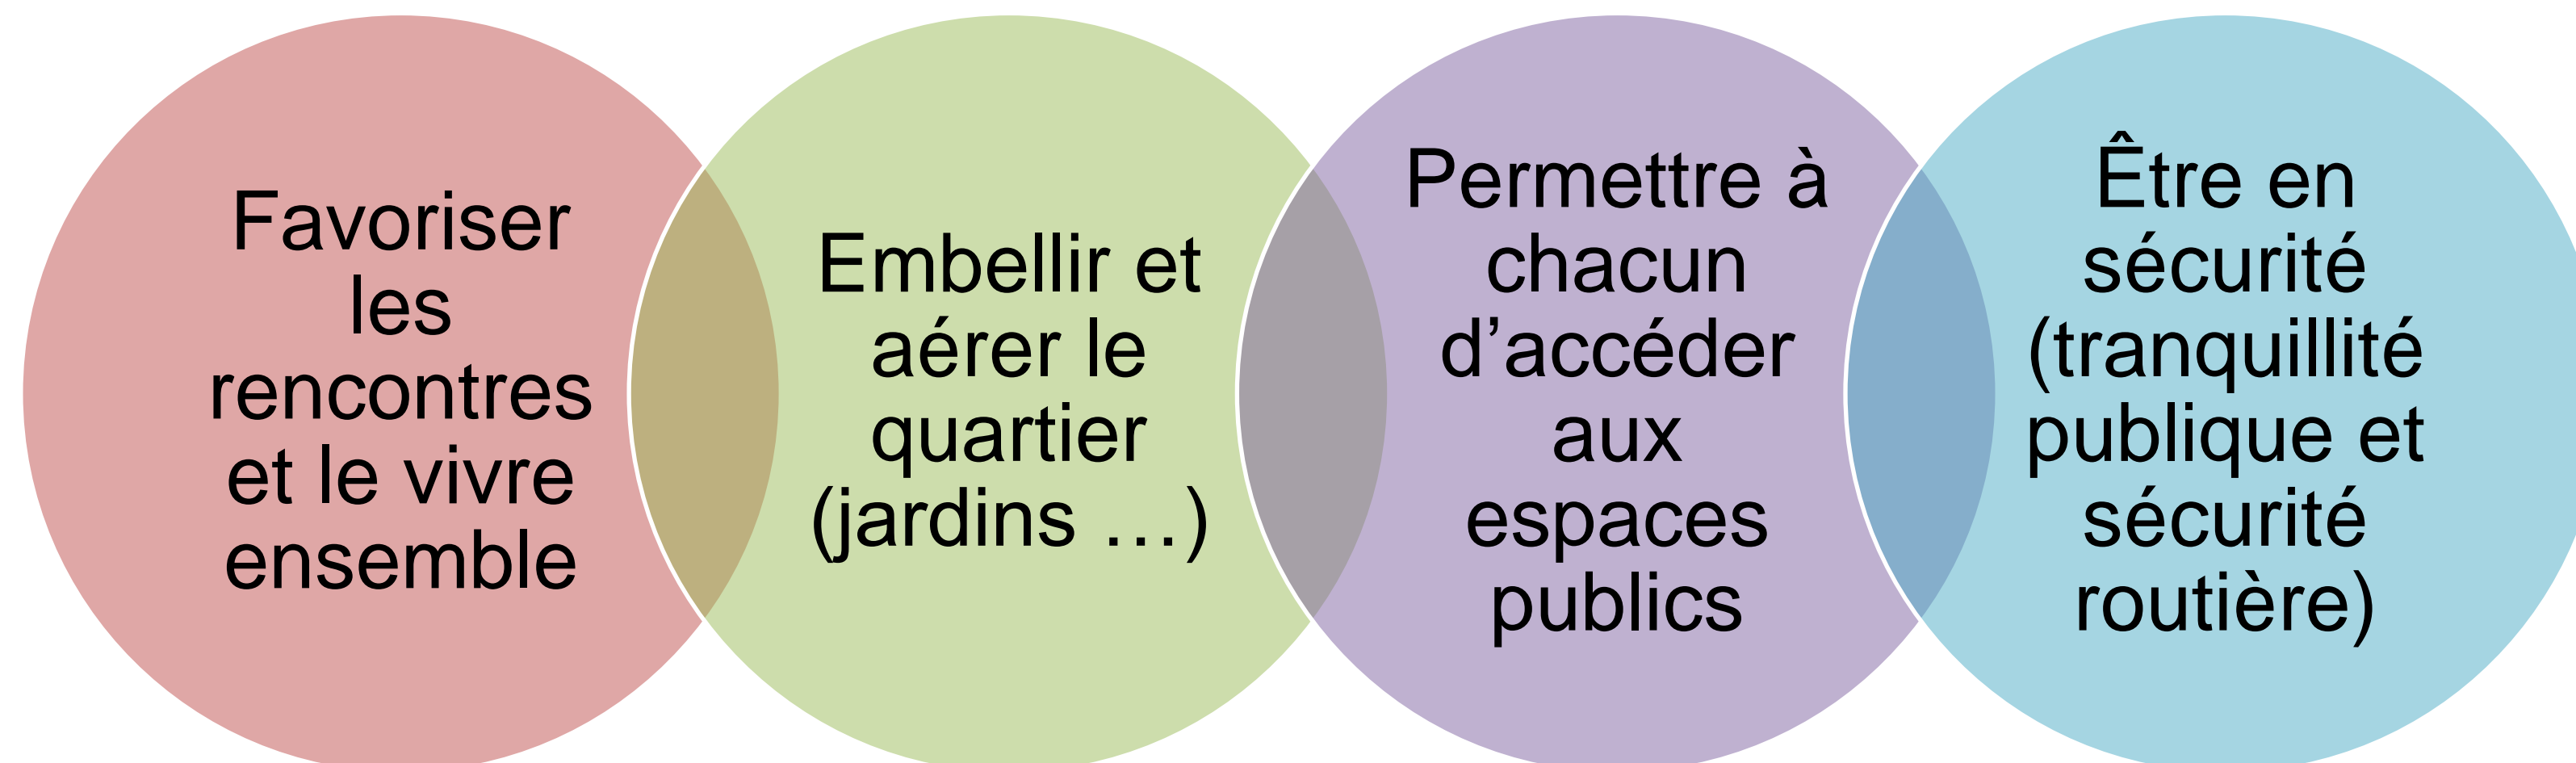 Favoriser
les
rencontres
et le vivre
ensemble
Embellir et
aérer le
quartier
(jardins …)
Permettre à
chacun
d’accéder
aux
espaces
publics
Être en
sécurité
(tranquillité
publique et
sécurité
routière)